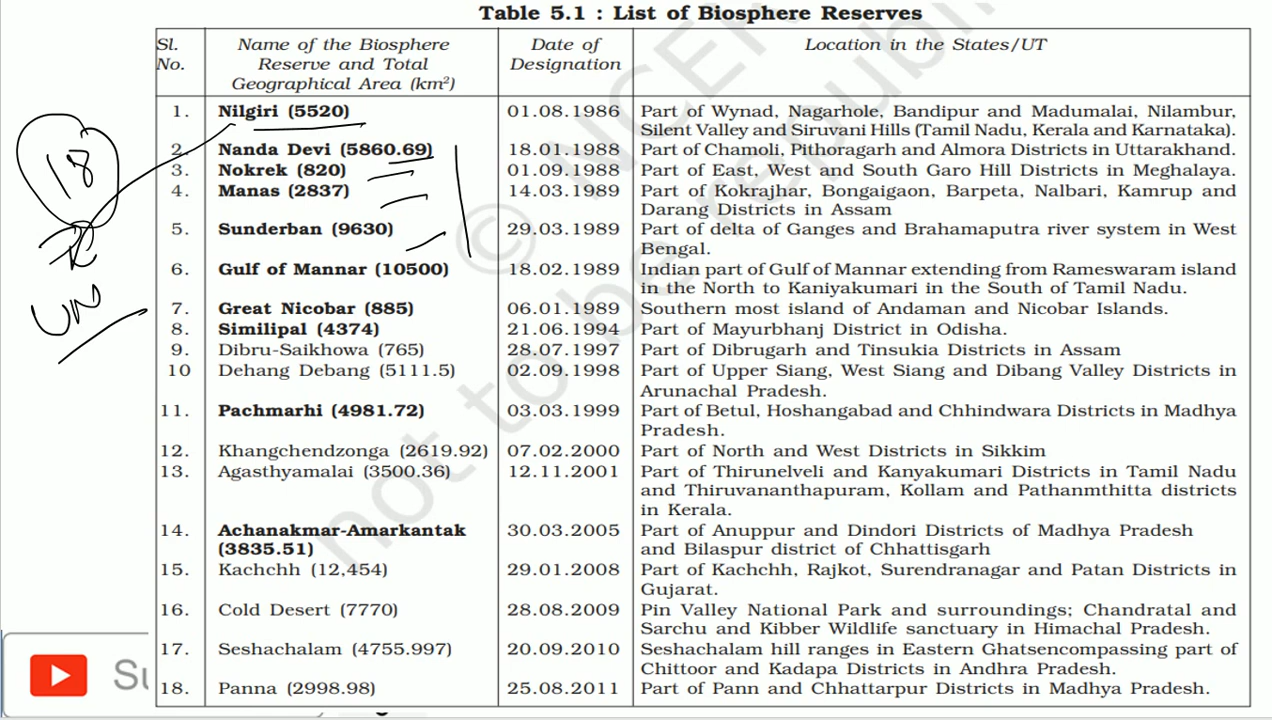 Table 5.1 : List of Biosphere Reserves
Sl. No. Name of the Biosphere Reserve and Total Geographical Area (km²) Date of Designation Location in the States/UT
1. Nilgiri (5520) 01.08.1986 Part of Wynad, Nagarhole, Bandipur and Madumalai, Nilambur,
Silent Valley and Siruvani Hills (Tamil Nadu, Kerala and Karnataka).
2. Nanda Devi (5860.69) 18.01.1988 Part of Chamoli, Pithoragarh and Almora Districts in Uttarakhand.
3. Nokrek (820) 01.09.1988 Part of East, West and South Garo Hill Districts in Meghalaya.
4. Manas (2837) 14.03.1989 Part of Kokrajhar, Bongaigaon, Barpeta, Nalbari, Kamrup and
Darang Districts in Assam
5. Sunderban (9630) 29.03.1989 Part of delta of Ganges and Brahamaputra river system in West
Bengal.
6. Gulf of Mannar (10500) 18.02.1989 Indian part of Gulf of Mannar extending from Rameswaram island
in the North to Kaniyakumari in the South of Tamil Nadu.
7. Great Nicobar (885) 06.01.1989 Southern most island of Andaman and Nicobar Islands.
8. Similipal (4374) 21.06.1994 Part of Mayurbhanj District in Odisha.
9. Dibru-Saikhowa (765) 28.07.1997 Part of Dibrugarh and Tinsukia Districts in Assam
10 Dehang Debang (5111.5) 02.09.1998 Part of Upper Siang, West Siang and Dibang Valley Districts in
Arunachal Pradesh.
11. Pachmarhi (4981.72) 03.03.1999 Part of Betul, Hoshangabad and Chhindwara Districts in Madhya
Pradesh.
12. Khangchendzonga (2619.92) 07.02.2000 Part of North and West Districts in Sikkim
13. Agasthyamalai (3500.36) 12.11.2001 Part of Thirunelveli and Kanyakumari Districts in Tamil Nadu
and Thiruvananthapuram, Kollam and Pathanmthitta districts
in Kerala.
14. Achanakmar-Amarkantak 30.03.2005 Part of Anuppur and Dindori Districts of Madhya Pradesh
(3835.51) and Bilaspur district of Chhattisgarh
15. Kachchh (12,454) 29.01.2008 Part of Kachchh, Rajkot, Surendranagar and Patan Districts in
Gujarat.
16. Cold Desert (7770) 28.08.2009 Pin Valley National Park and surroundings; Chandratal and
Sarchu and Kibber Wildlife sanctuary in Himachal Pradesh.
17. Seshachalam (4755.997) 20.09.2010 Seshachalam hill ranges in Eastern Ghatsencompassing part of
Chittoor and Kadapa Districts in Andhra Pradesh.
18. Panna (2998.98) 25.08.2011 Part of Pann and Chhattarpur Districts in Madhya Pradesh.
18
UN
© NCER
not to be republi